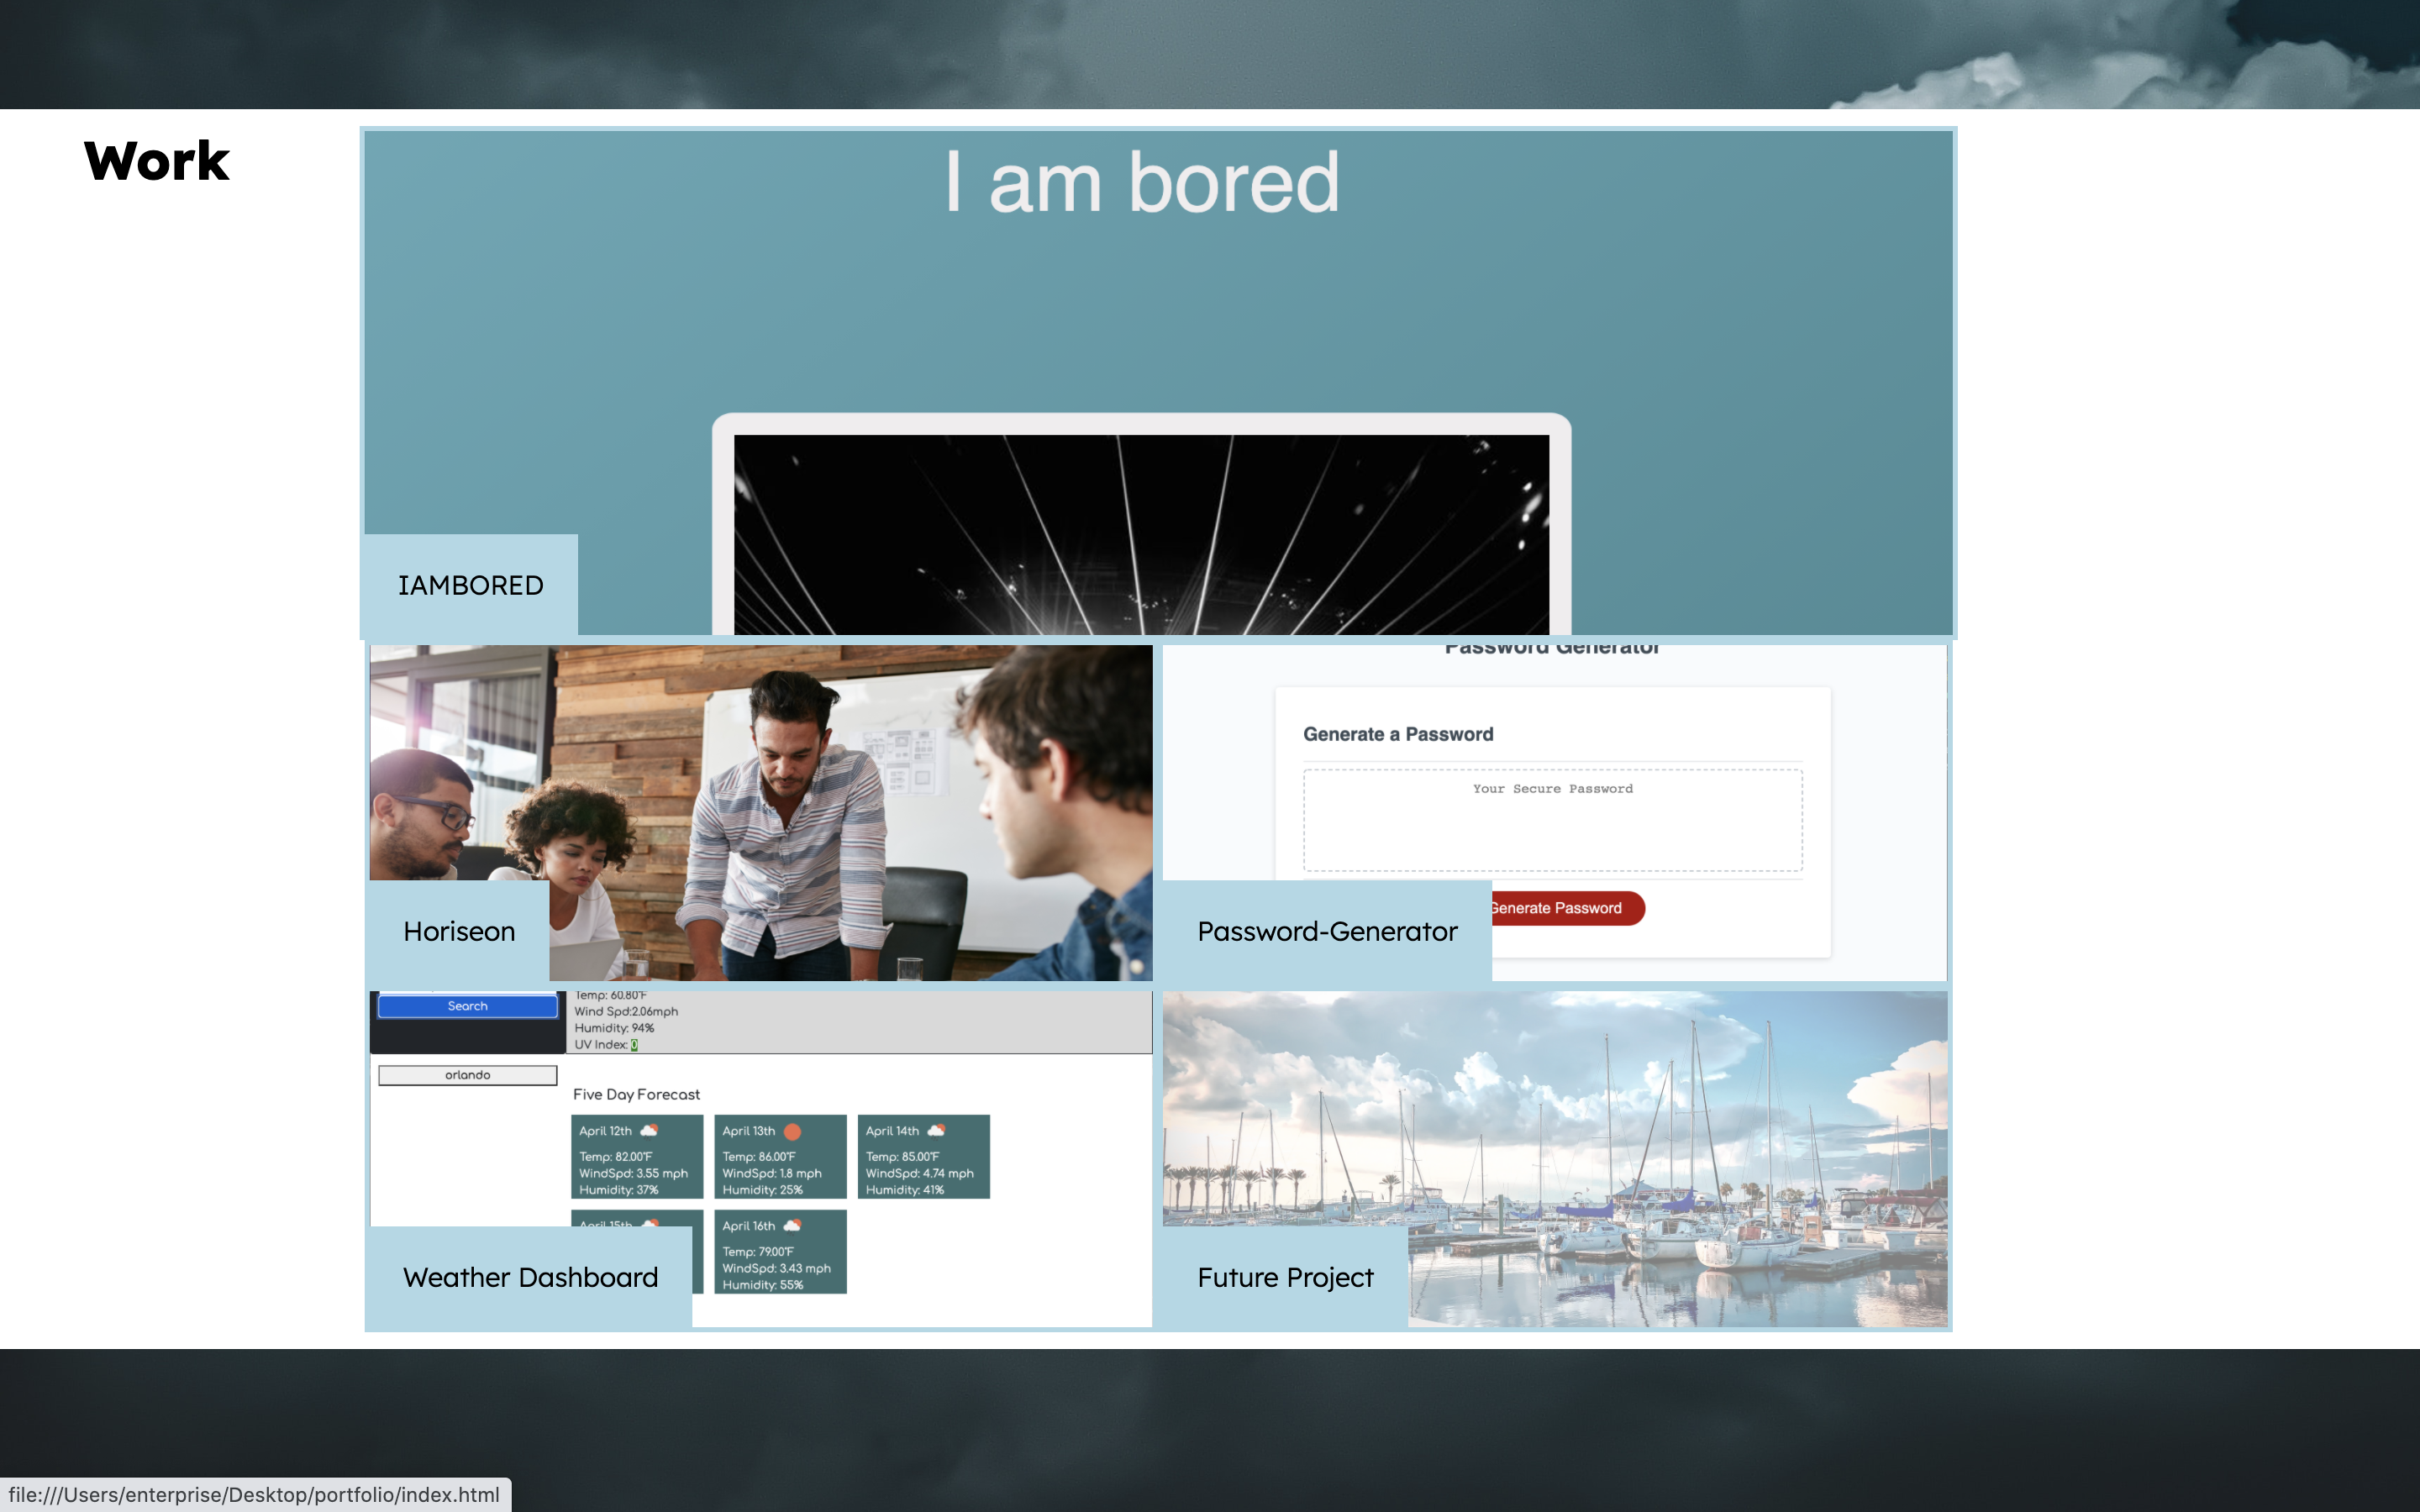 Work
I am bored
IAMBORED
Password Generator
Generate a Password
Your Secure Password
Generate Password
Horiseon
Password-Generator
Search
Temp: 60.80°F
Wind Spd:2.06mph
Humidity: 94%
UV Index: 0
orlando
Five Day Forecast
April 12th
Temp: 82.00°F
WindSpd: 3.55 mph
Humidity: 37%
April 13th
Temp: 86.00°F
WindSpd: 1.8 mph
Humidity: 25%
April 14th
Temp: 85.00°F
WindSpd: 4.74 mph
Humidity: 41%
April 15th
April 16th
Temp: 79.00°F
WindSpd: 3.43 mph
Humidity: 55%
Weather Dashboard
Future Project
file:///Users/enterprise/Desktop/portfolio/index.html